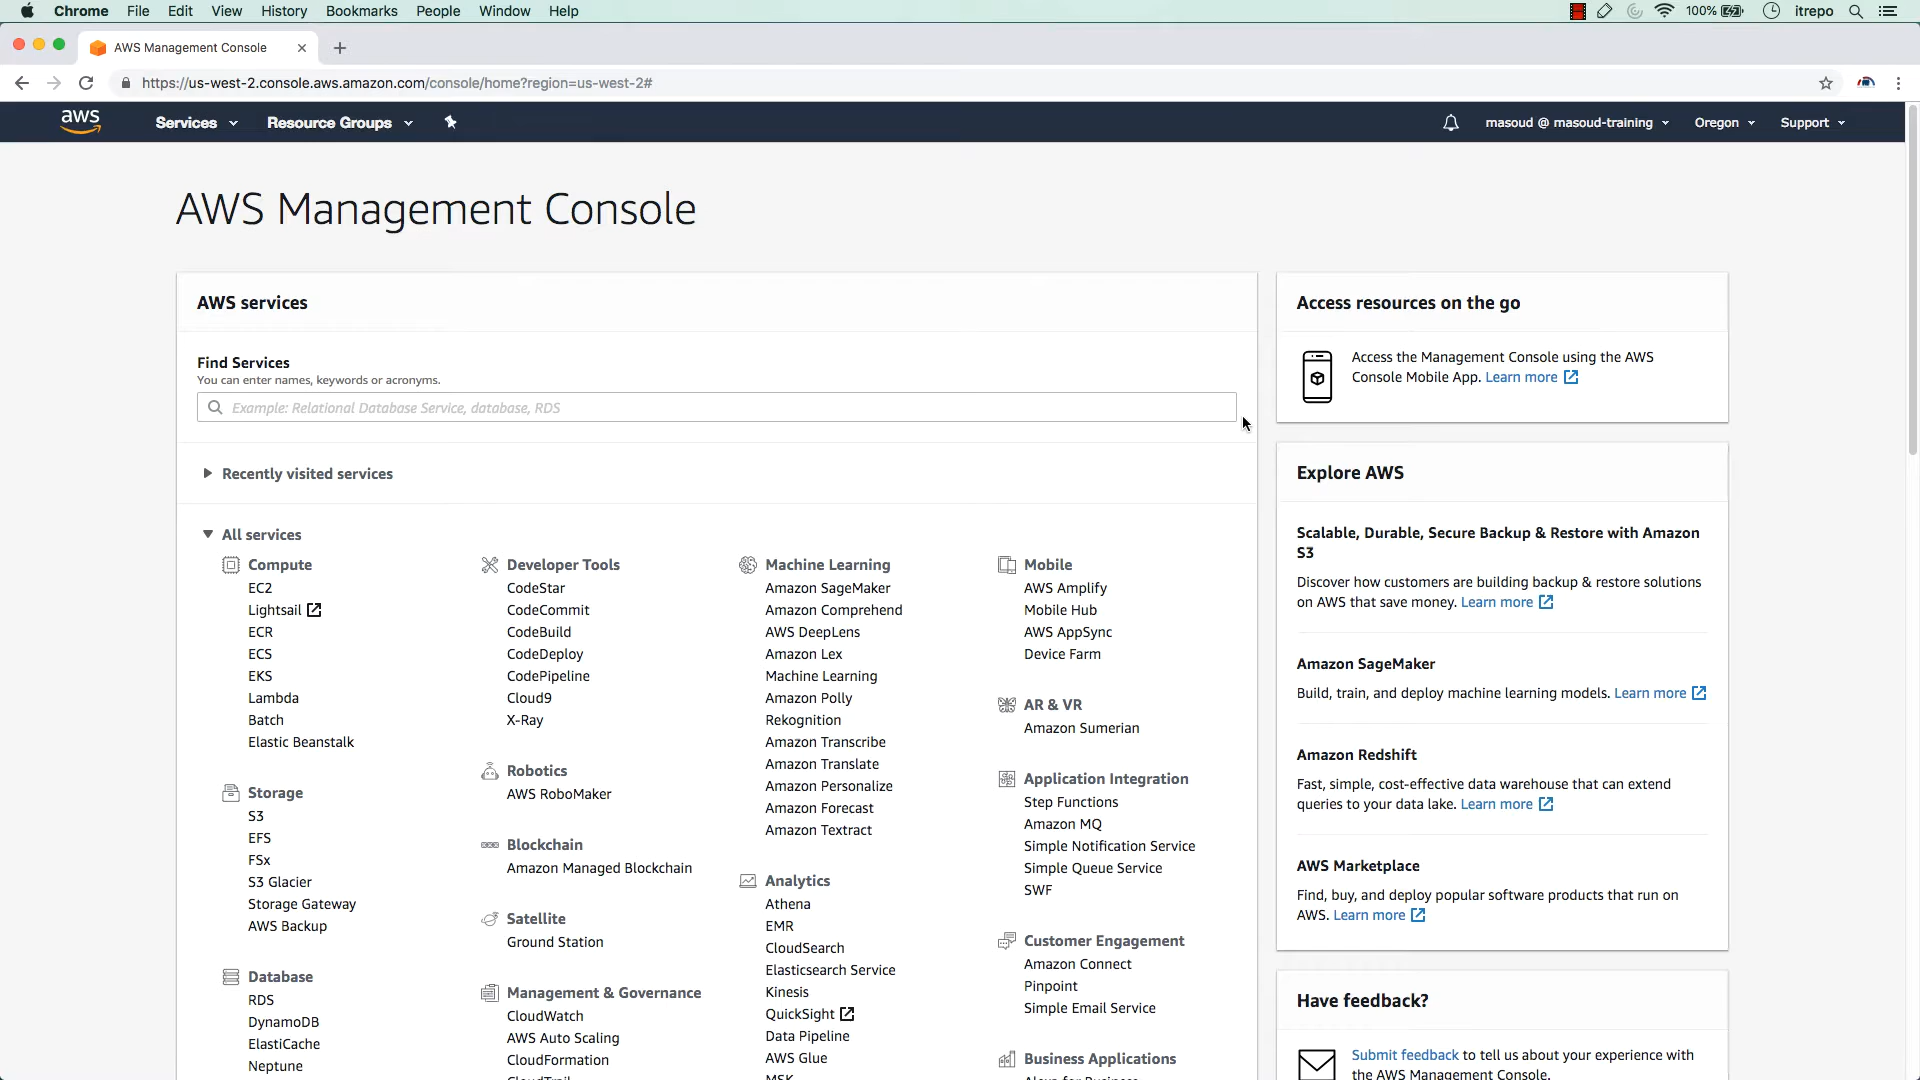 Chrome File Edit View History Bookmarks People Window Help
100% itrepo
AWS Management Console
https://us-west-2.console.aws.amazon.com/console/home?region=us-west-2#
aws Services Resource Groups
masoud @ masoud-training Oregon Support
AWS Management Console
AWS services
Find Services
You can enter names, keywords or acronyms.
Example: Relational Database Service, database, RDS
Recently visited services
All services
Compute
EC2
Lightsail
ECR
ECS
EKS
Lambda
Batch
Elastic Beanstalk
Storage
S3
EFS
FSx
S3 Glacier
Storage Gateway
AWS Backup
Database
RDS
DynamoDB
ElastiCache
Neptune
Developer Tools
CodeStar
CodeCommit
CodeBuild
CodeDeploy
CodePipeline
Cloud9
X-Ray
Robotics
AWS RoboMaker
Blockchain
Amazon Managed Blockchain
Satellite
Ground Station
Management & Governance
CloudWatch
AWS Auto Scaling
CloudFormation
CloudTrail
Machine Learning
Amazon SageMaker
Amazon Comprehend
AWS DeepLens
Amazon Lex
Machine Learning
Amazon Polly
Rekognition
Amazon Transcribe
Amazon Translate
Amazon Personalize
Amazon Forecast
Amazon Textract
Analytics
Athena
EMR
CloudSearch
Elasticsearch Service
Kinesis
QuickSight
Data Pipeline
AWS Glue
MSK
Mobile
AWS Amplify
Mobile Hub
AWS AppSync
Device Farm
AR & VR
Amazon Sumerian
Application Integration
Step Functions
Amazon MQ
Simple Notification Service
Simple Queue Service
SWF
Customer Engagement
Amazon Connect
Pinpoint
Simple Email Service
Business Applications
Alexa for Business
Access resources on the go
Access the Management Console using the AWS
Console Mobile App. Learn more
Explore AWS
Scalable, Durable, Secure Backup & Restore with Amazon
S3
Discover how customers are building backup & restore solutions
on AWS that save money. Learn more
Amazon SageMaker
Build, train, and deploy machine learning models. Learn more
Amazon Redshift
Fast, simple, cost-effective data warehouse that can extend
queries to your data lake. Learn more
AWS Marketplace
Find, buy, and deploy popular software products that run on
AWS. Learn more
Have feedback?
Submit feedback to tell us about your experience with
the AWS Management Console.